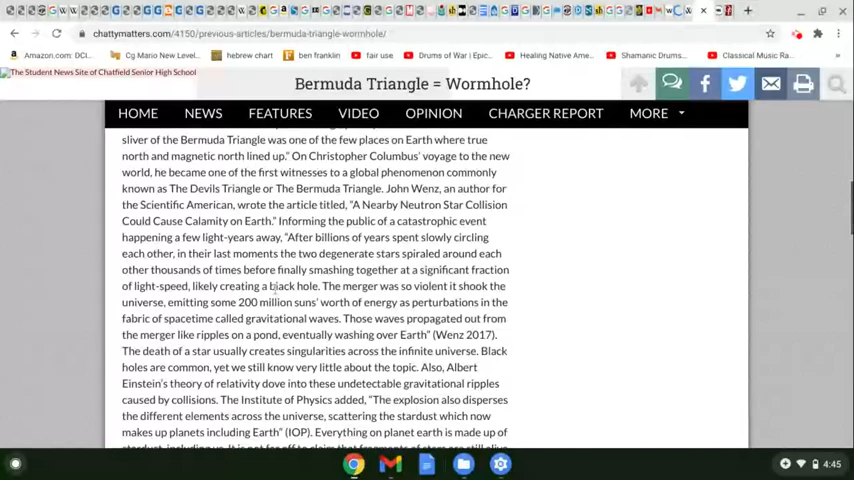 chattymatters.com/4150/previous-articles/bermuda-triangle-wormhole/
Amazon.com: DCI... Cg Mario New Level... hebrew chart ben franklin fair use Drums of War | Epic... Healing Native Ame... Shamanic Drums... Classical Musica Ra...
The Student News Site of Chatfield Senior High School
Bermuda Triangle = Wormhole?
HOME NEWS FEATURES VIDEO OPINION CHARGER REPORT MORE
sliver of the Bermuda Triangle was one of the few places on Earth where true
north and magnetic north lined up.” On Christopher Columbus’ voyage to the new
world, he became one of the first witnesses to a global phenomenon commonly
known as The Devils Triangle or The Bermuda Triangle. John Wenz, an author for
the Scientific American, wrote the article titled, “A Nearby Neutron Star Collision
Could Cause Calamity on Earth.” Informing the public of a catastrophic event
happening a few light-years away, “After billions of years spent slowly circling
each other, in their last moments the two degenerate stars spiraled around each
other thousands of times before finally smashing together at a significant fraction
of light-speed, likely creating a black hole. The merger was so violent it shook the
universe, emitting some 200 million suns’ worth of energy as perturbations in the
fabric of spacetime called gravitational waves. Those waves propagated out from
the merger like ripples on a pond, eventually washing over Earth” (Wenz 2017).
The death of a star usually creates singularities across the infinite universe. Black
holes are common, yet we still know very little about the topic. Also, Albert
Einstein’s theory of relativity dove into these undetectable gravitational ripples
caused by collisions. The Institute of Physics added, “The explosion also disperses
the different elements across the universe, scattering the stardust which now
makes up planets including Earth” (IOP). Everything on planet earth is made up of
4:45